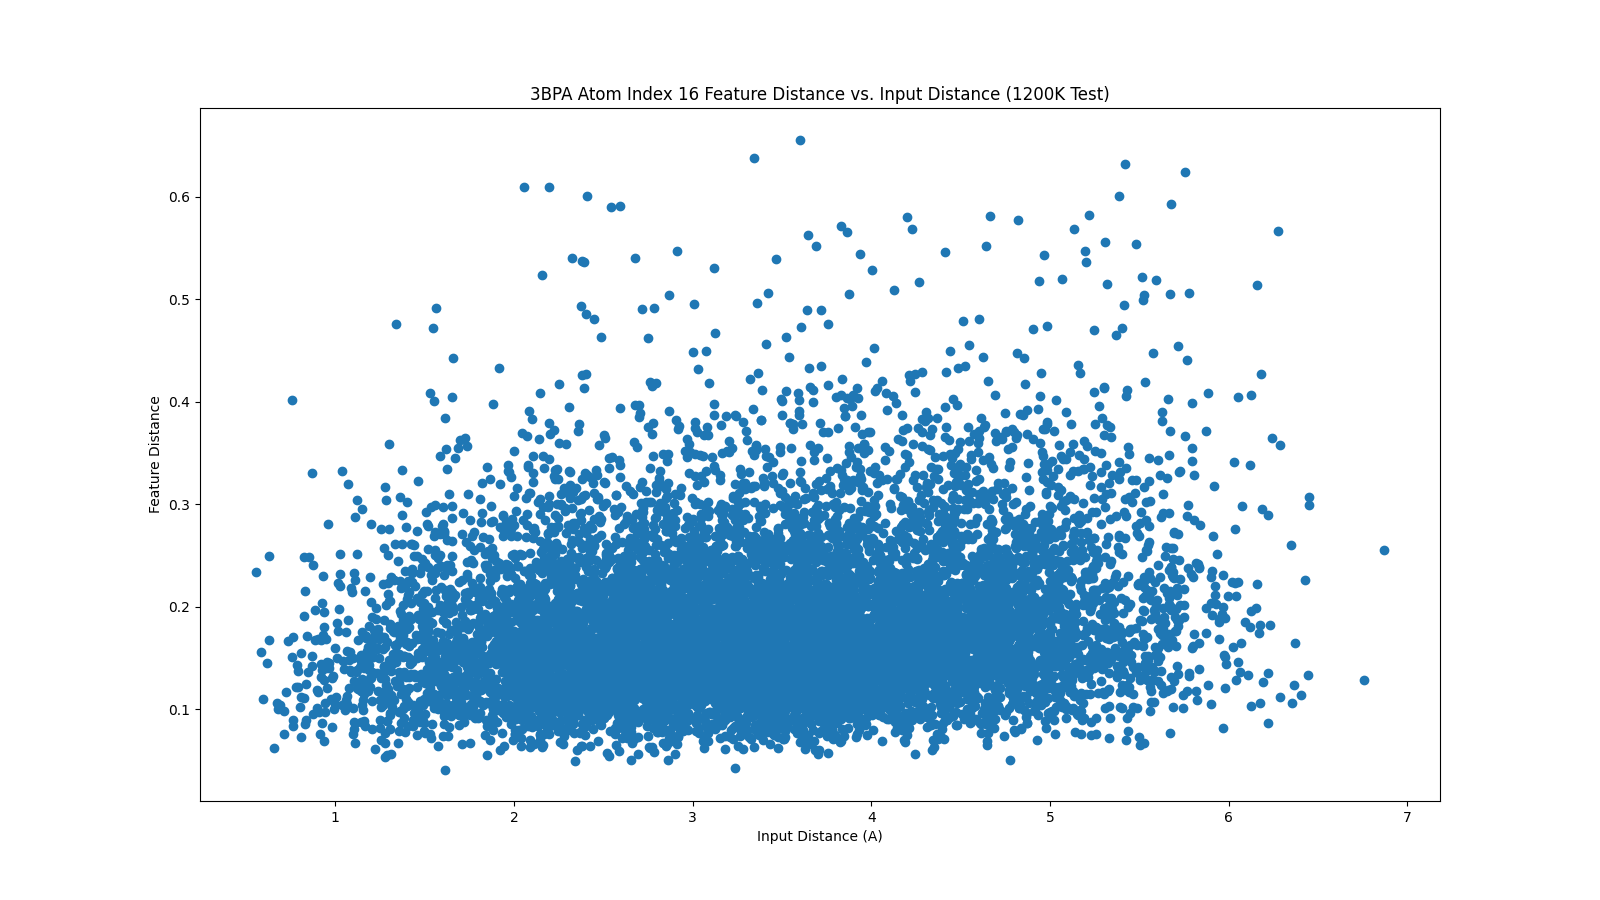 3BPA Atom Index 16 Feature Distance vs. Input Distance (1200K Test)
Feature Distance
0.6
0.5
0.4
0.3
0.2
0.1
1 2 3 4 5 6 7
Input Distance (A)